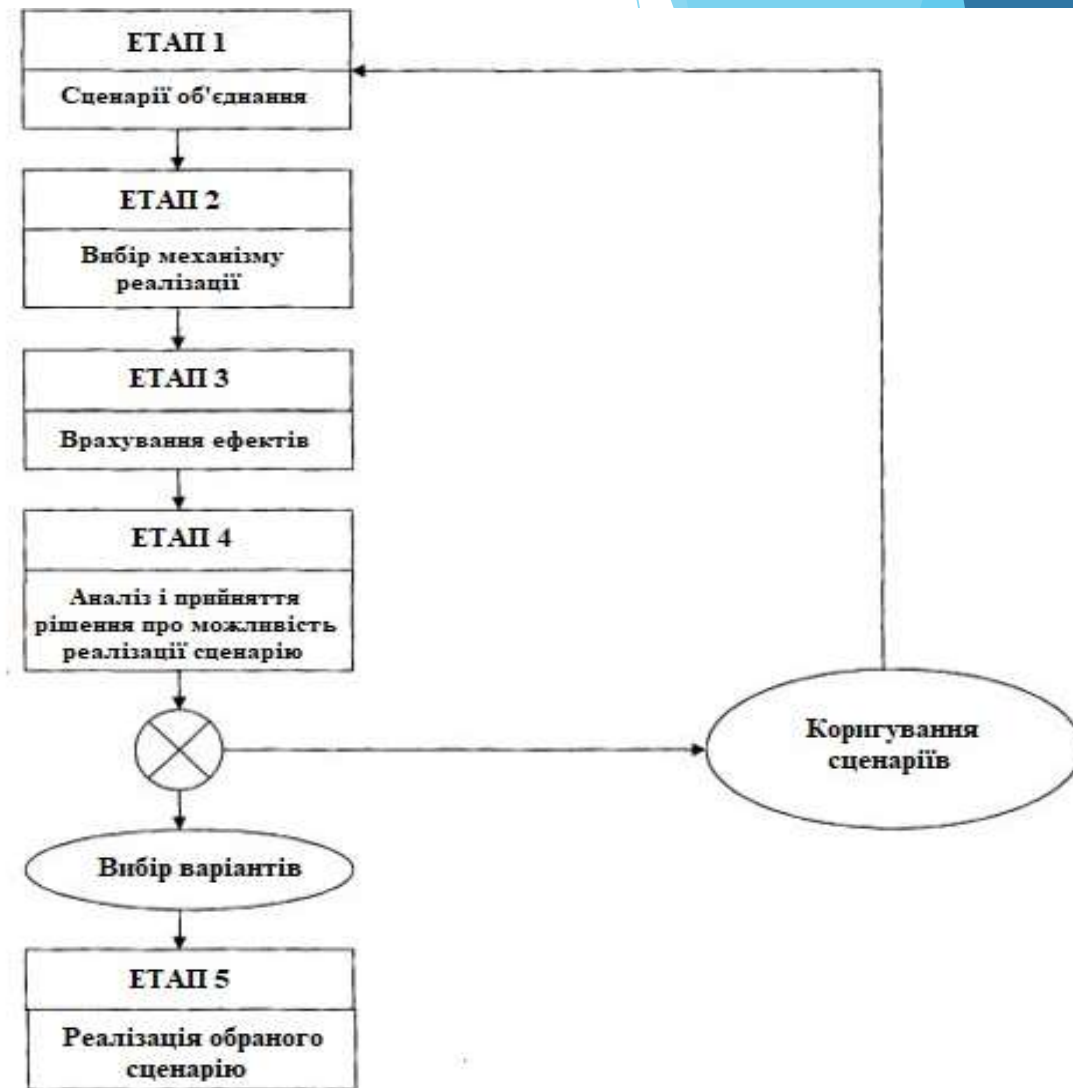 ЕТАП 1
Сценарії об'єднання
ЕТАП 2
Вибір механізму
реалізації
ЕТАП 3
Врахування ефектів
ЕТАП 4
Аналіз і прийняття
рішення про можливість
реалізації сценарію
Коригування
сценаріїв
Вибір варіантів
ЕТАП 5
Реалізація обраного
сценарію